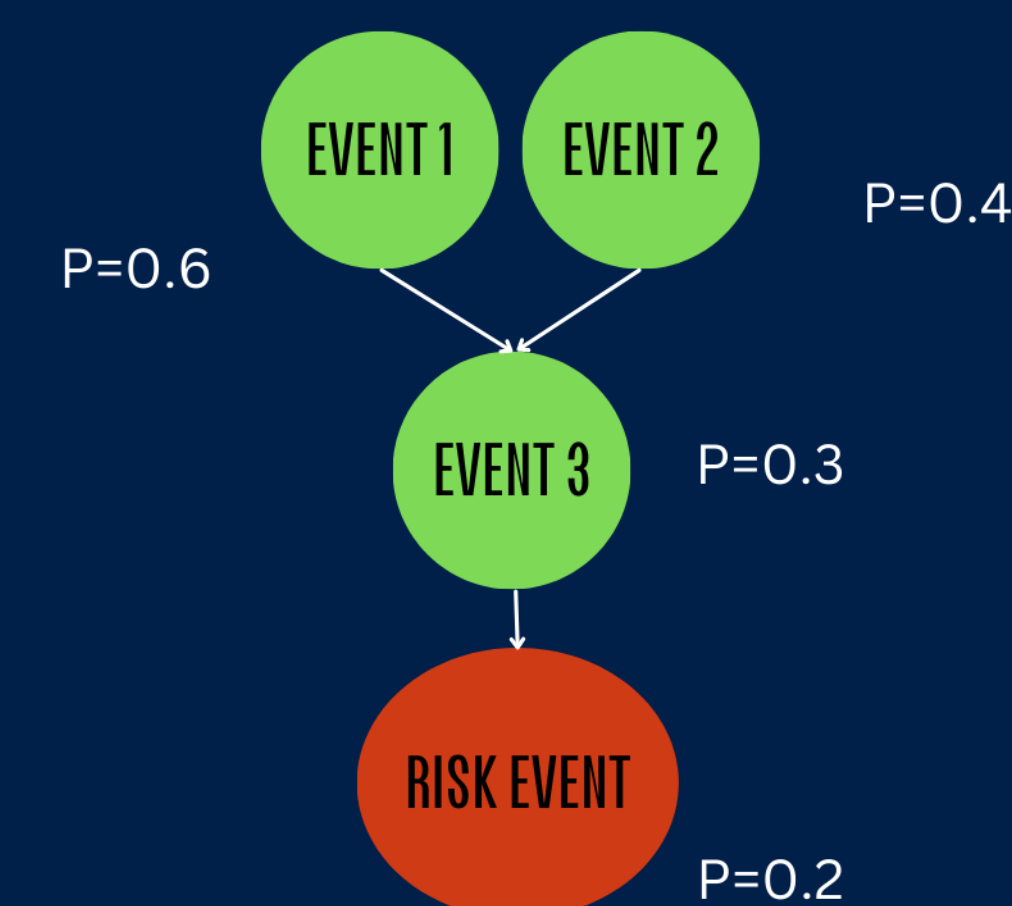 EVENT 1
EVENT 2
P=0.4
P=0.6
EVENT 3
P=0.3
RISK EVENT
P=0.2